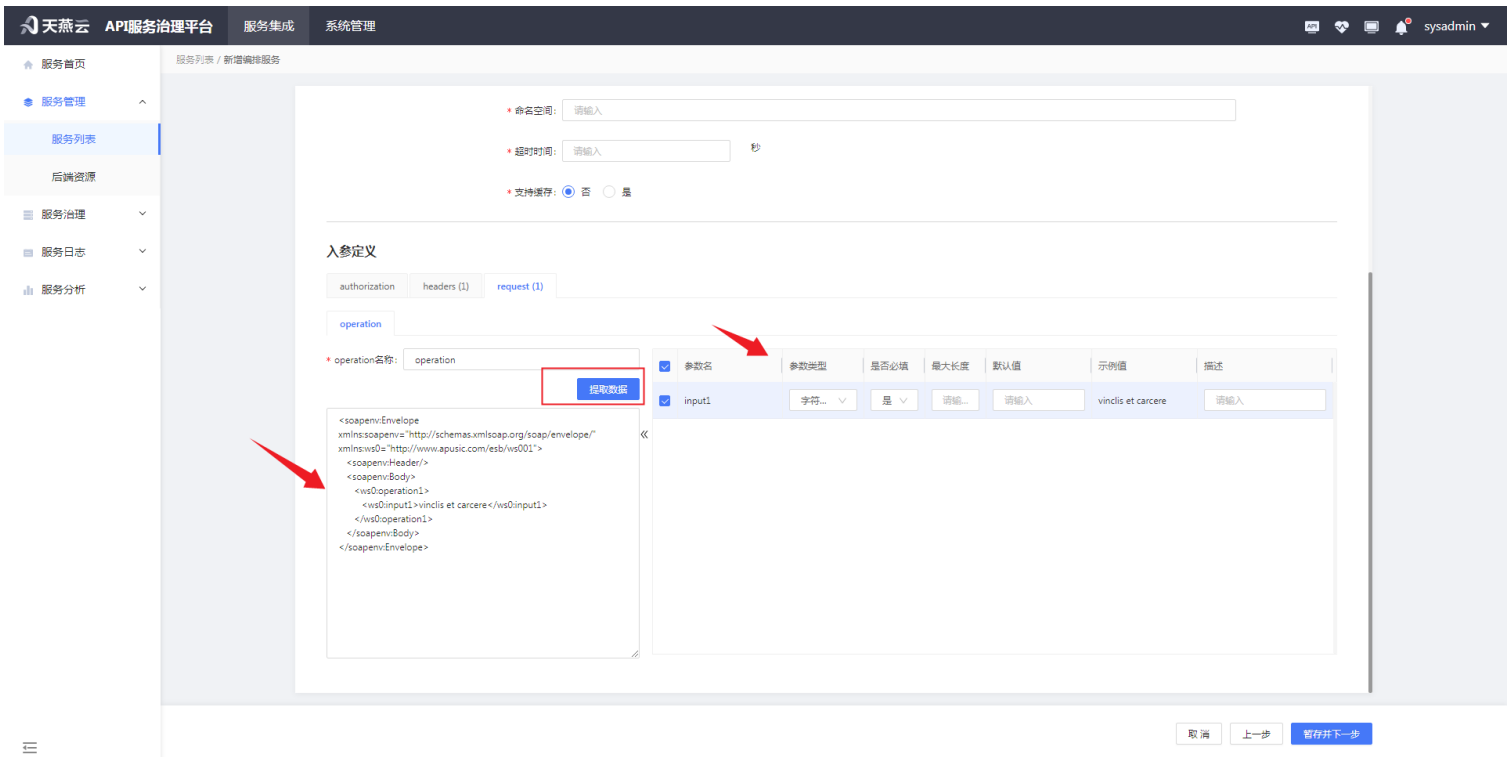 天燕云 API服务治理平台 服务集成 系统管理 API sysadmin
服务首页
服务管理
服务列表
后端资源
服务治理
服务日志
服务分析
服务列表 / 新增编排服务
* 命名空间: 请输入
* 超时时间: 请输入 秒
* 支持缓存: 否 是
入参定义
authorization headers (1) request (1)
operation
* operation名称: operation
提取数据
<soapenv:Envelope
xmlns:soapenv="http://schemas.xmlsoap.org/soap/envelope/"
xmlns:ws0="http://www.apusic.com/esb/ws001">
<soapenv:Header/>
<soapenv:Body>
<ws0:operation1>
<ws0:input1>vinclis et carcere</ws0:input1>
</ws0:operation1>
</soapenv:Body>
</soapenv:Envelope>
«
参数名 参数类型 是否必填 最大长度 默认值 示例值 描述
input1 字符... 是 请输... 请输入 vinclis et carcere 请输入
取 消 上一步 暂存并下一步